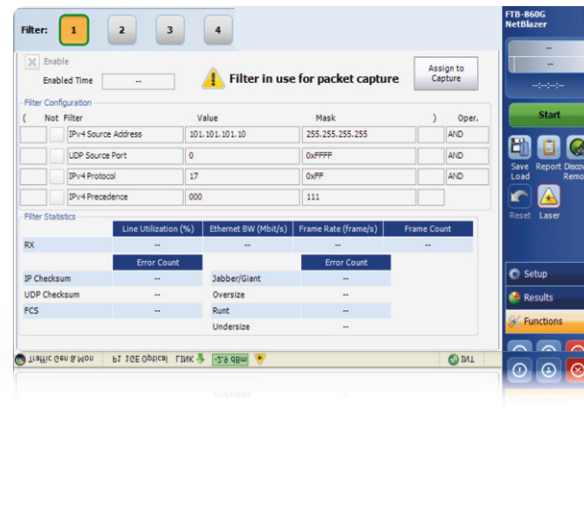 Filter: 1 2 3 4
Enable
Enabled Time --
Filter in use for packet capture
Assign to
Capture
Filter Configuration
( Not Filter Value Mask ) Oper.
IPv4 Source Address 101.101.101.10 255.255.255.255 AND
UDP Source Port 0 0xFFFF AND
IPv4 Protocol 17 0xFF AND
IPv4 Precedence 000 111
Filter Statistics
Line Utilization (%) Ethernet BW (Mbit/s) Frame Rate (frame/s) Frame Count
RX -- -- -- --
Error Count Error Count
IP Checksum -- Jabber/Giant --
UDP Checksum -- Oversize --
FCS -- Runt --
Undersize --
Traffic Gen & Mon P1 1GE Optical LINK -2.9 dBm INT
FTB-860G
NetBlazer
--
--
--:--:--
Start
Save
Load
Report
Reset Laser
Setup
Results
Functions